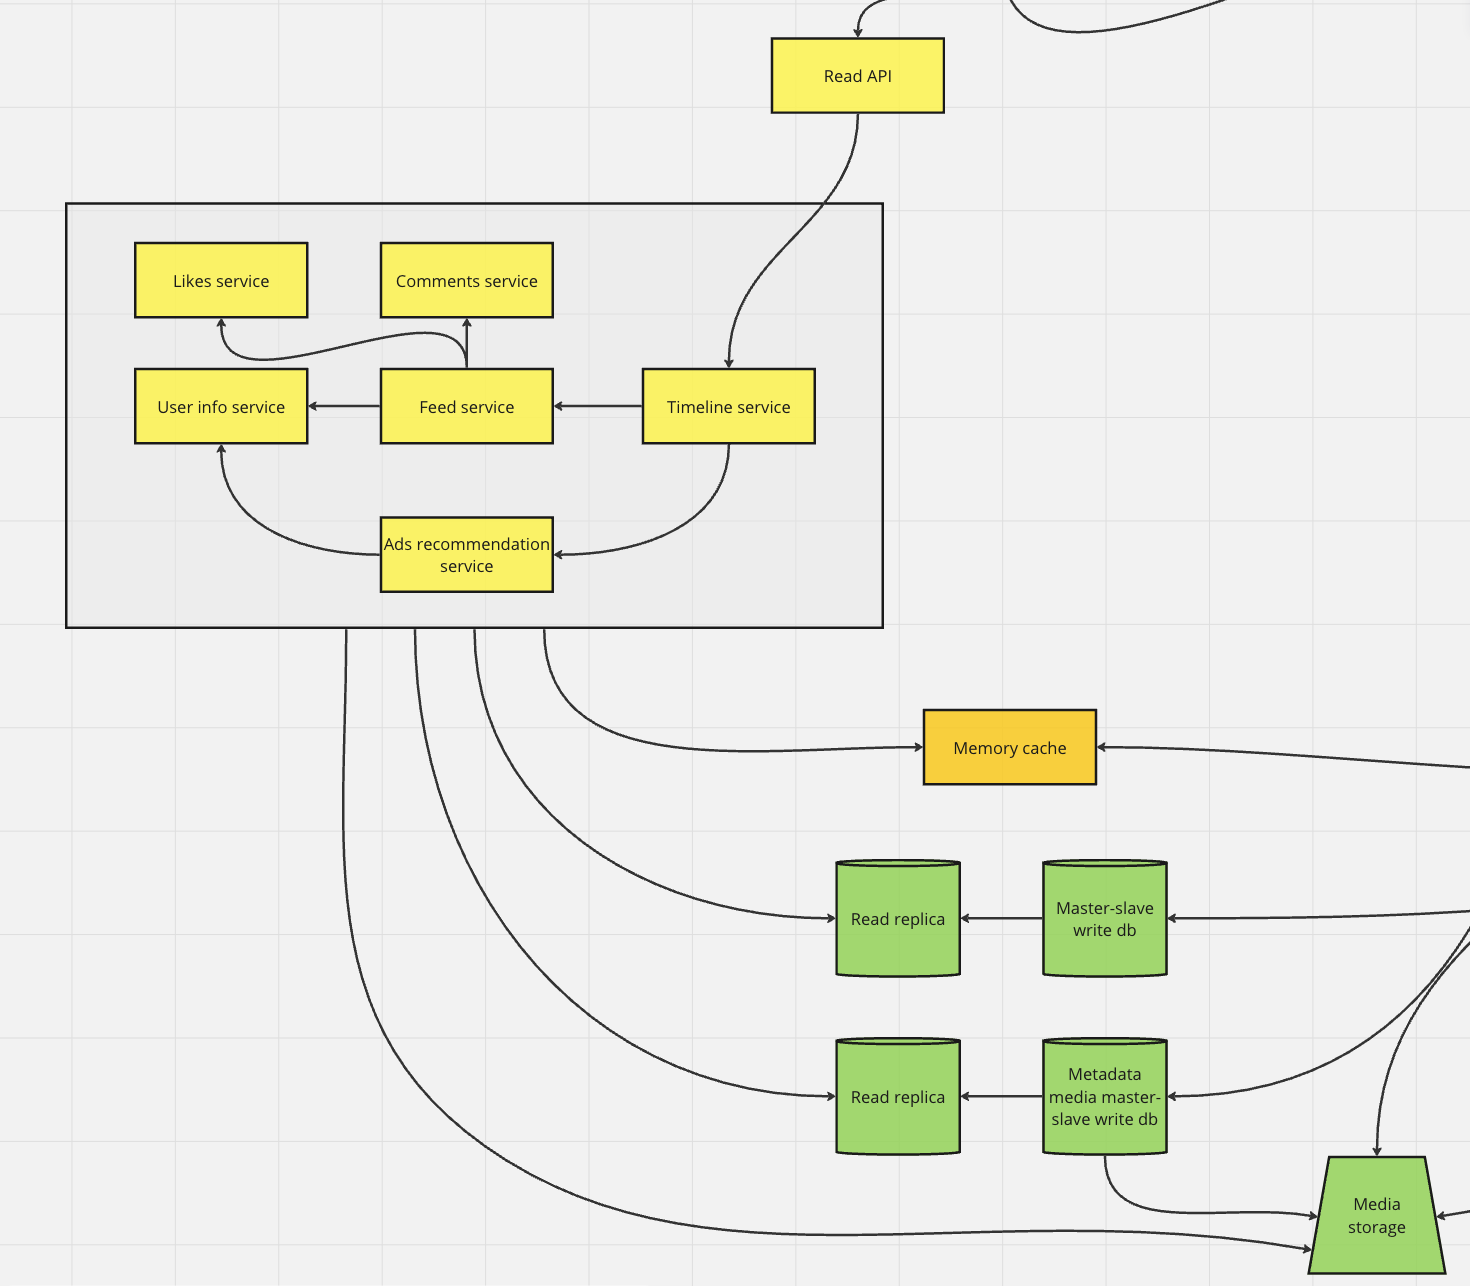 Read API
Likes service
Comments service
User info service
Feed service
Timeline service
Ads recommendation
service
Memory cache
Read replica
Master-slave
write db
Read replica
Metadata
media master-
slave write db
Media
storage